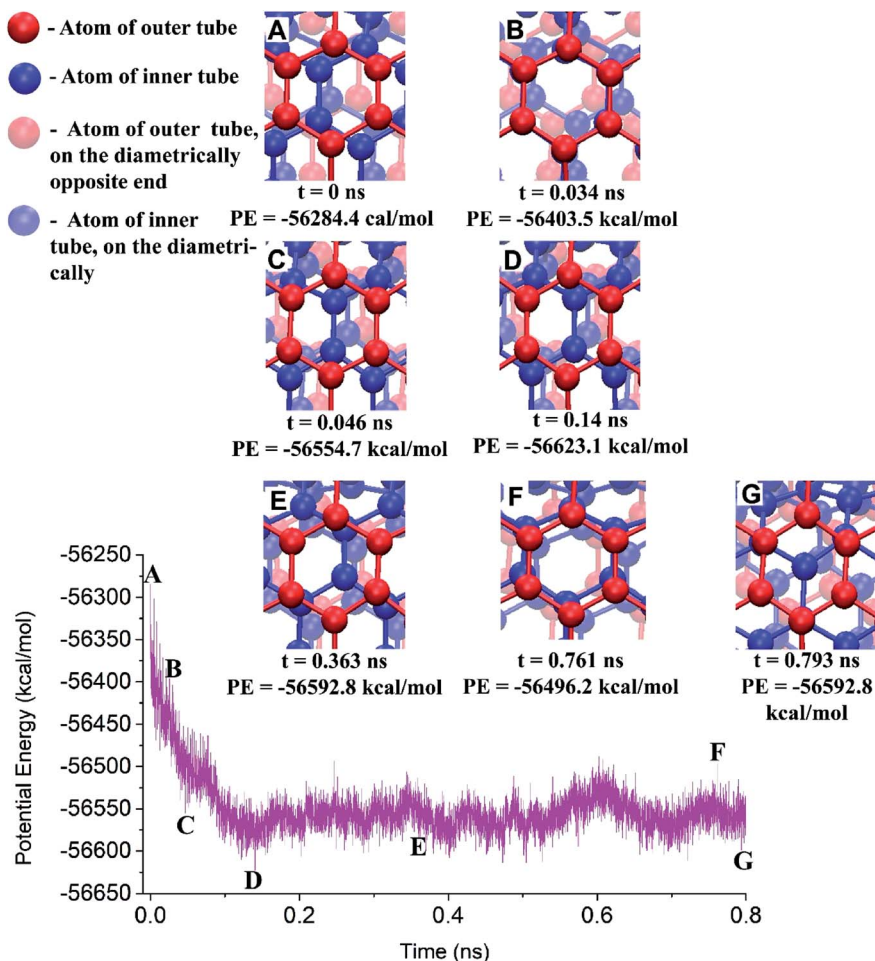 - Atom of outer tube
- Atom of inner tube
- Atom of outer tube,
on the diametrically
opposite end
- Atom of inner
tube, on the diametri-
cally
A
t = 0 ns
PE = -56284.4 cal/mol
B
t = 0.034 ns
PE = -56403.5 kcal/mol
C
t = 0.046 ns
PE = -56554.7 kcal/mol
D
t = 0.14 ns
PE = -56623.1 kcal/mol
E
t = 0.363 ns
PE = -56592.8 kcal/mol
F
t = 0.761 ns
PE = -56496.2 kcal/mol
G
t = 0.793 ns
PE = -56592.8
kcal/mol
Potential Energy (kcal/mol)
-56250
-56300
-56350
-56400
-56450
-56500
-56550
-56600
-56650
A
B
C
D
E
F
G
0.0
0.2
0.4
0.6
0.8
Time (ns)